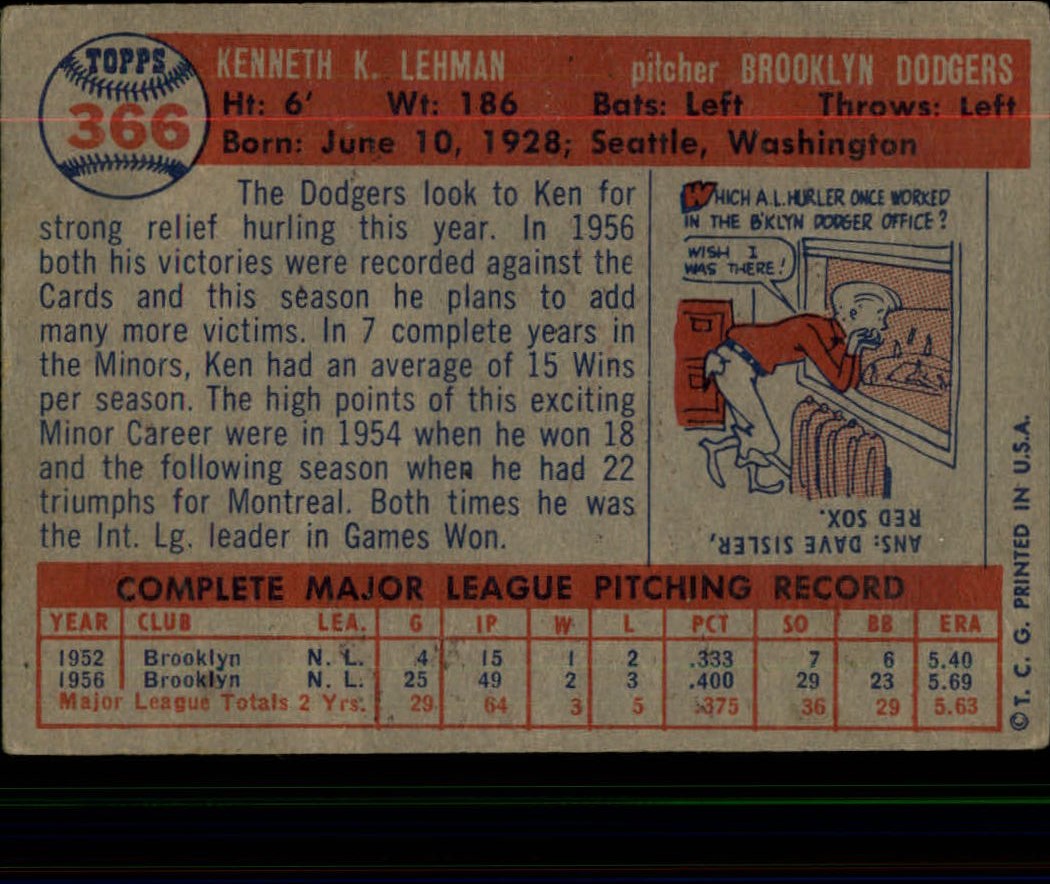 TOPPS
366
KENNETH K. LEHMAN pitcher BROOKLYN DODGERS
Ht: 6' Wt: 186 Bats: Left Throws: Left
Born: June 10, 1928; Seattle, Washington
The Dodgers look to Ken for
strong relief hurling this year. In 1956
both his victories were recorded against the
Cards and this season he plans to add
many more victims. In 7 complete years in
the Minors, Ken had an average of 15 Wins
per season. The high points of this exciting
Minor Career were in 1954 when he won 18
and the following season when he had 22
triumphs for Montreal. Both times he was
the Int. Lg. leader in Games Won.
WHICH A.L. HURLER ONCE WORKED
IN THE B'KLYN DODGER OFFICE?
WISH I
WAS THERE!
ANS: DAVE SISLER,
RED SOX.
COMPLETE MAJOR LEAGUE PITCHING RECORD
YEAR CLUB LEA. G IP W L PCT SO BB ERA
1952 Brooklyn N. L. 4 15 1 2 .333 7 6 5.40
1956 Brooklyn N. L. 25 49 2 3 .400 29 23 5.69
Major League Totals 2 Yrs. 29 64 3 5 .375 36 29 5.63
©T. C. G. PRINTED IN U.S.A.